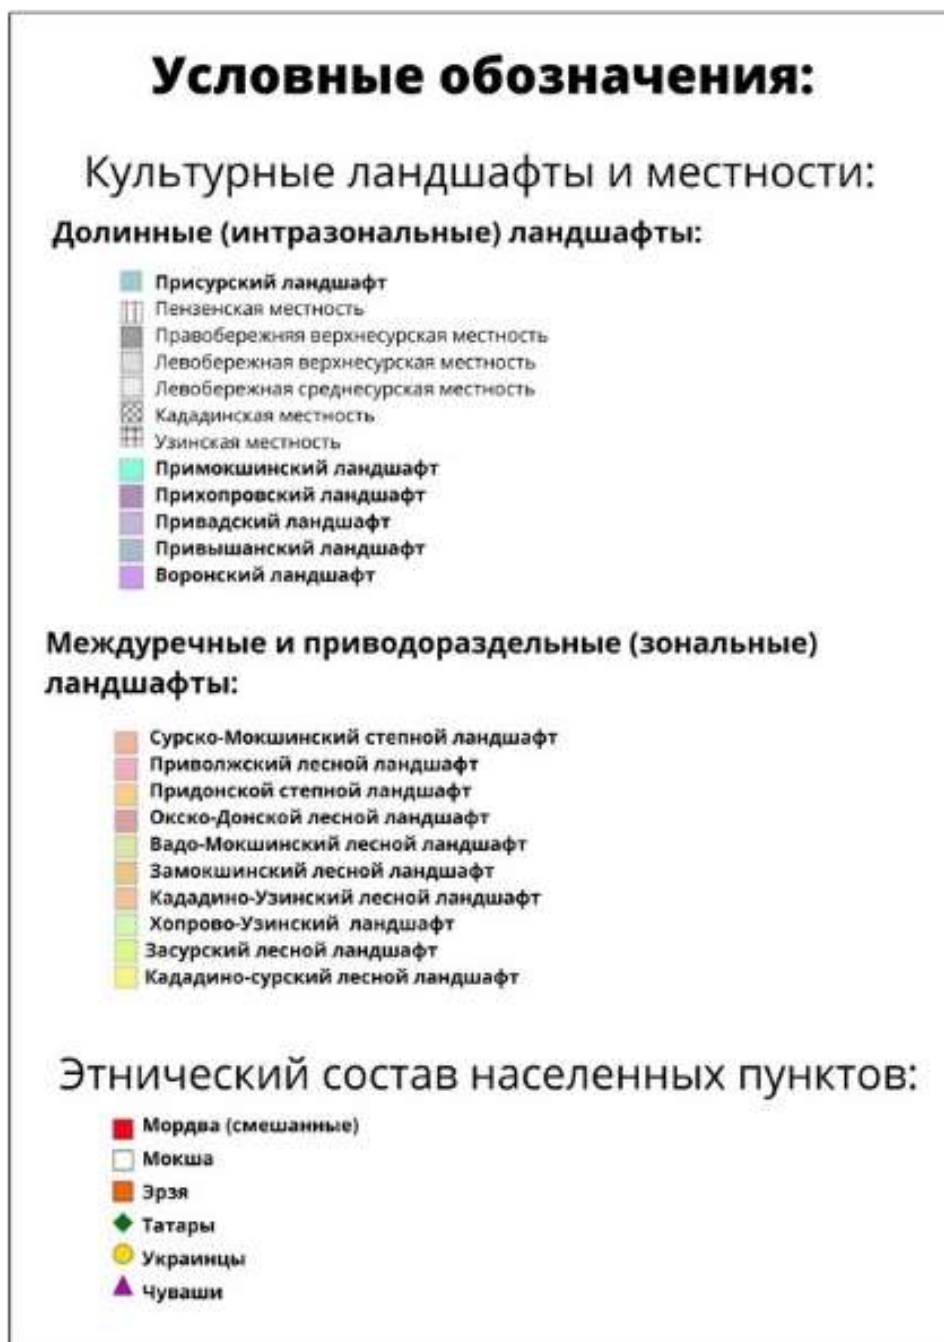 Условные обозначения:
Культурные ландшафты и местности:
Долинные (интразональные) ландшафты:
Присурский ландшафт
Пензенская местность
Правобережняя верхнесурская местность
Левобережная верхнесурская местность
Левобережная среднесурская местность
Кададинская местность
Узинская местность
Примокшинский ландшафт
Прихопровский ландшафт
Привадский ландшафт
Привышанский ландшафт
Воронский ландшафт
Междуречные и приводораздельные (зональные)
ландшафты:
Сурско-Мокшинский степной ландшафт
Приволжский лесной ландшафт
Придонской степной ландшафт
Окско-Донской лесной ландшафт
Вадо-Мокшинский лесной ландшафт
Замокшинский лесной ландшафт
Кададино-Узинский лесной ландшафт
Хопрово-Узинский ландшафт
Засурский лесной ландшафт
Кададино-сурский лесной ландшафт
Этнический состав населенных пунктов:
Мордва (смешанные)
Мокша
Эрзя
Татары
Украинцы
Чуваши